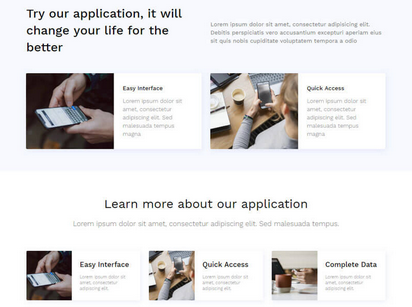 Try our application, it will
change your life for the
better
Lorem ipsum dolor sit amet, consectetur adipisicing elit.
Debitis perspiciatis vero accusantium excepturi aperiam eius
sit quis nobis cupiditate voluptatem tempora a odio
Easy Interface
Lorem ipsum dolor sit
amet, consectetur
adipiscing elit. Sed
malesuada tempus
magna
Quick Access
Lorem ipsum dolor sit
amet, consectetur
adipiscing elit. Sed
malesuada tempus
magna
Learn more about our application
Lorem ipsum dolor sit amet, consectetur adipiscing elit. Sed malesuada tempus.
Easy Interface
Lorem ipsum dolor sit
amet, consectetur
adipiscing elit
Quick Access
Lorem ipsum dolor sit
amet, consectetur
adipiscing elit
Complete Data
Lorem ipsum dolor sit
amet, consectetur
adipiscing elit